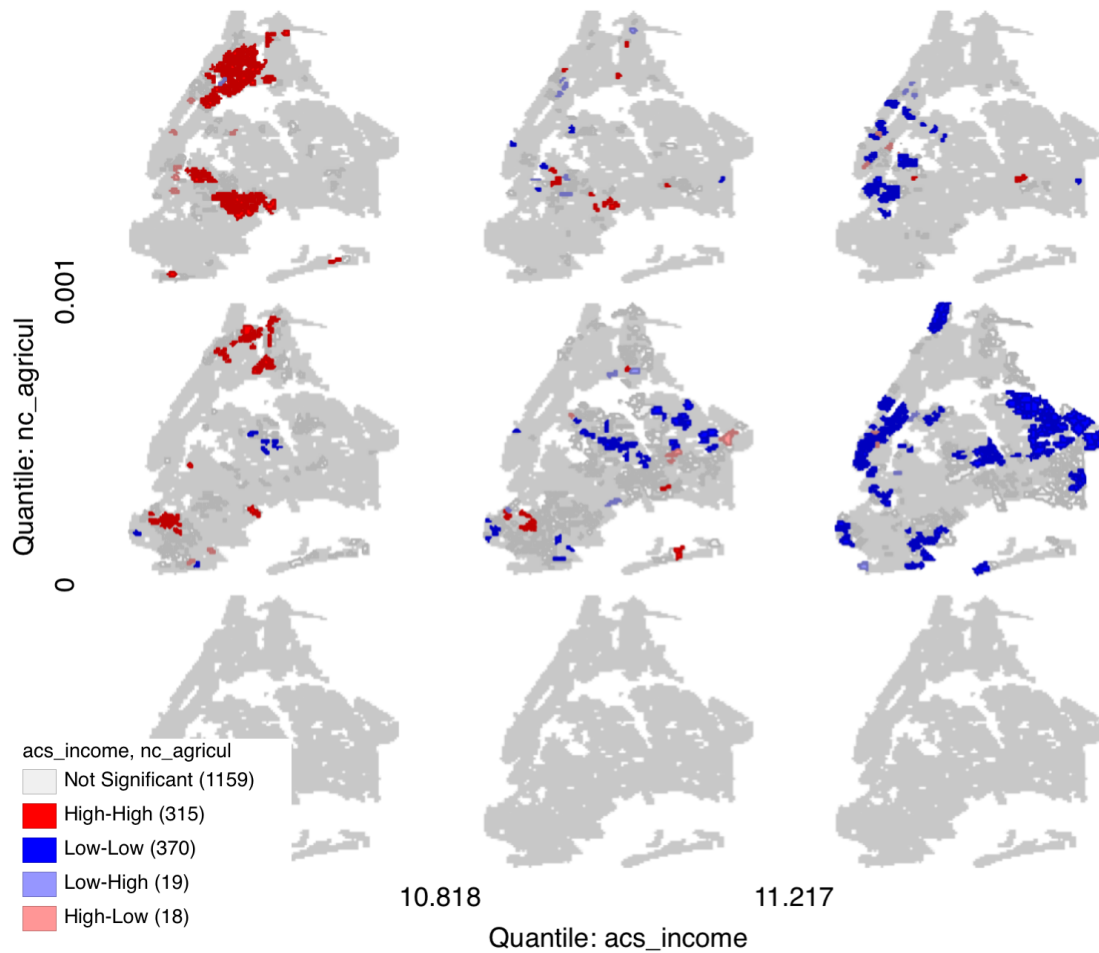 Quantile: nc_agricul
0.001
0
acs_income, nc_agricul
Not Significant (1159)
High-High (315)
Low-Low (370)
Low-High (19)
High-Low (18)
10.818
11.217
Quantile: acs_income